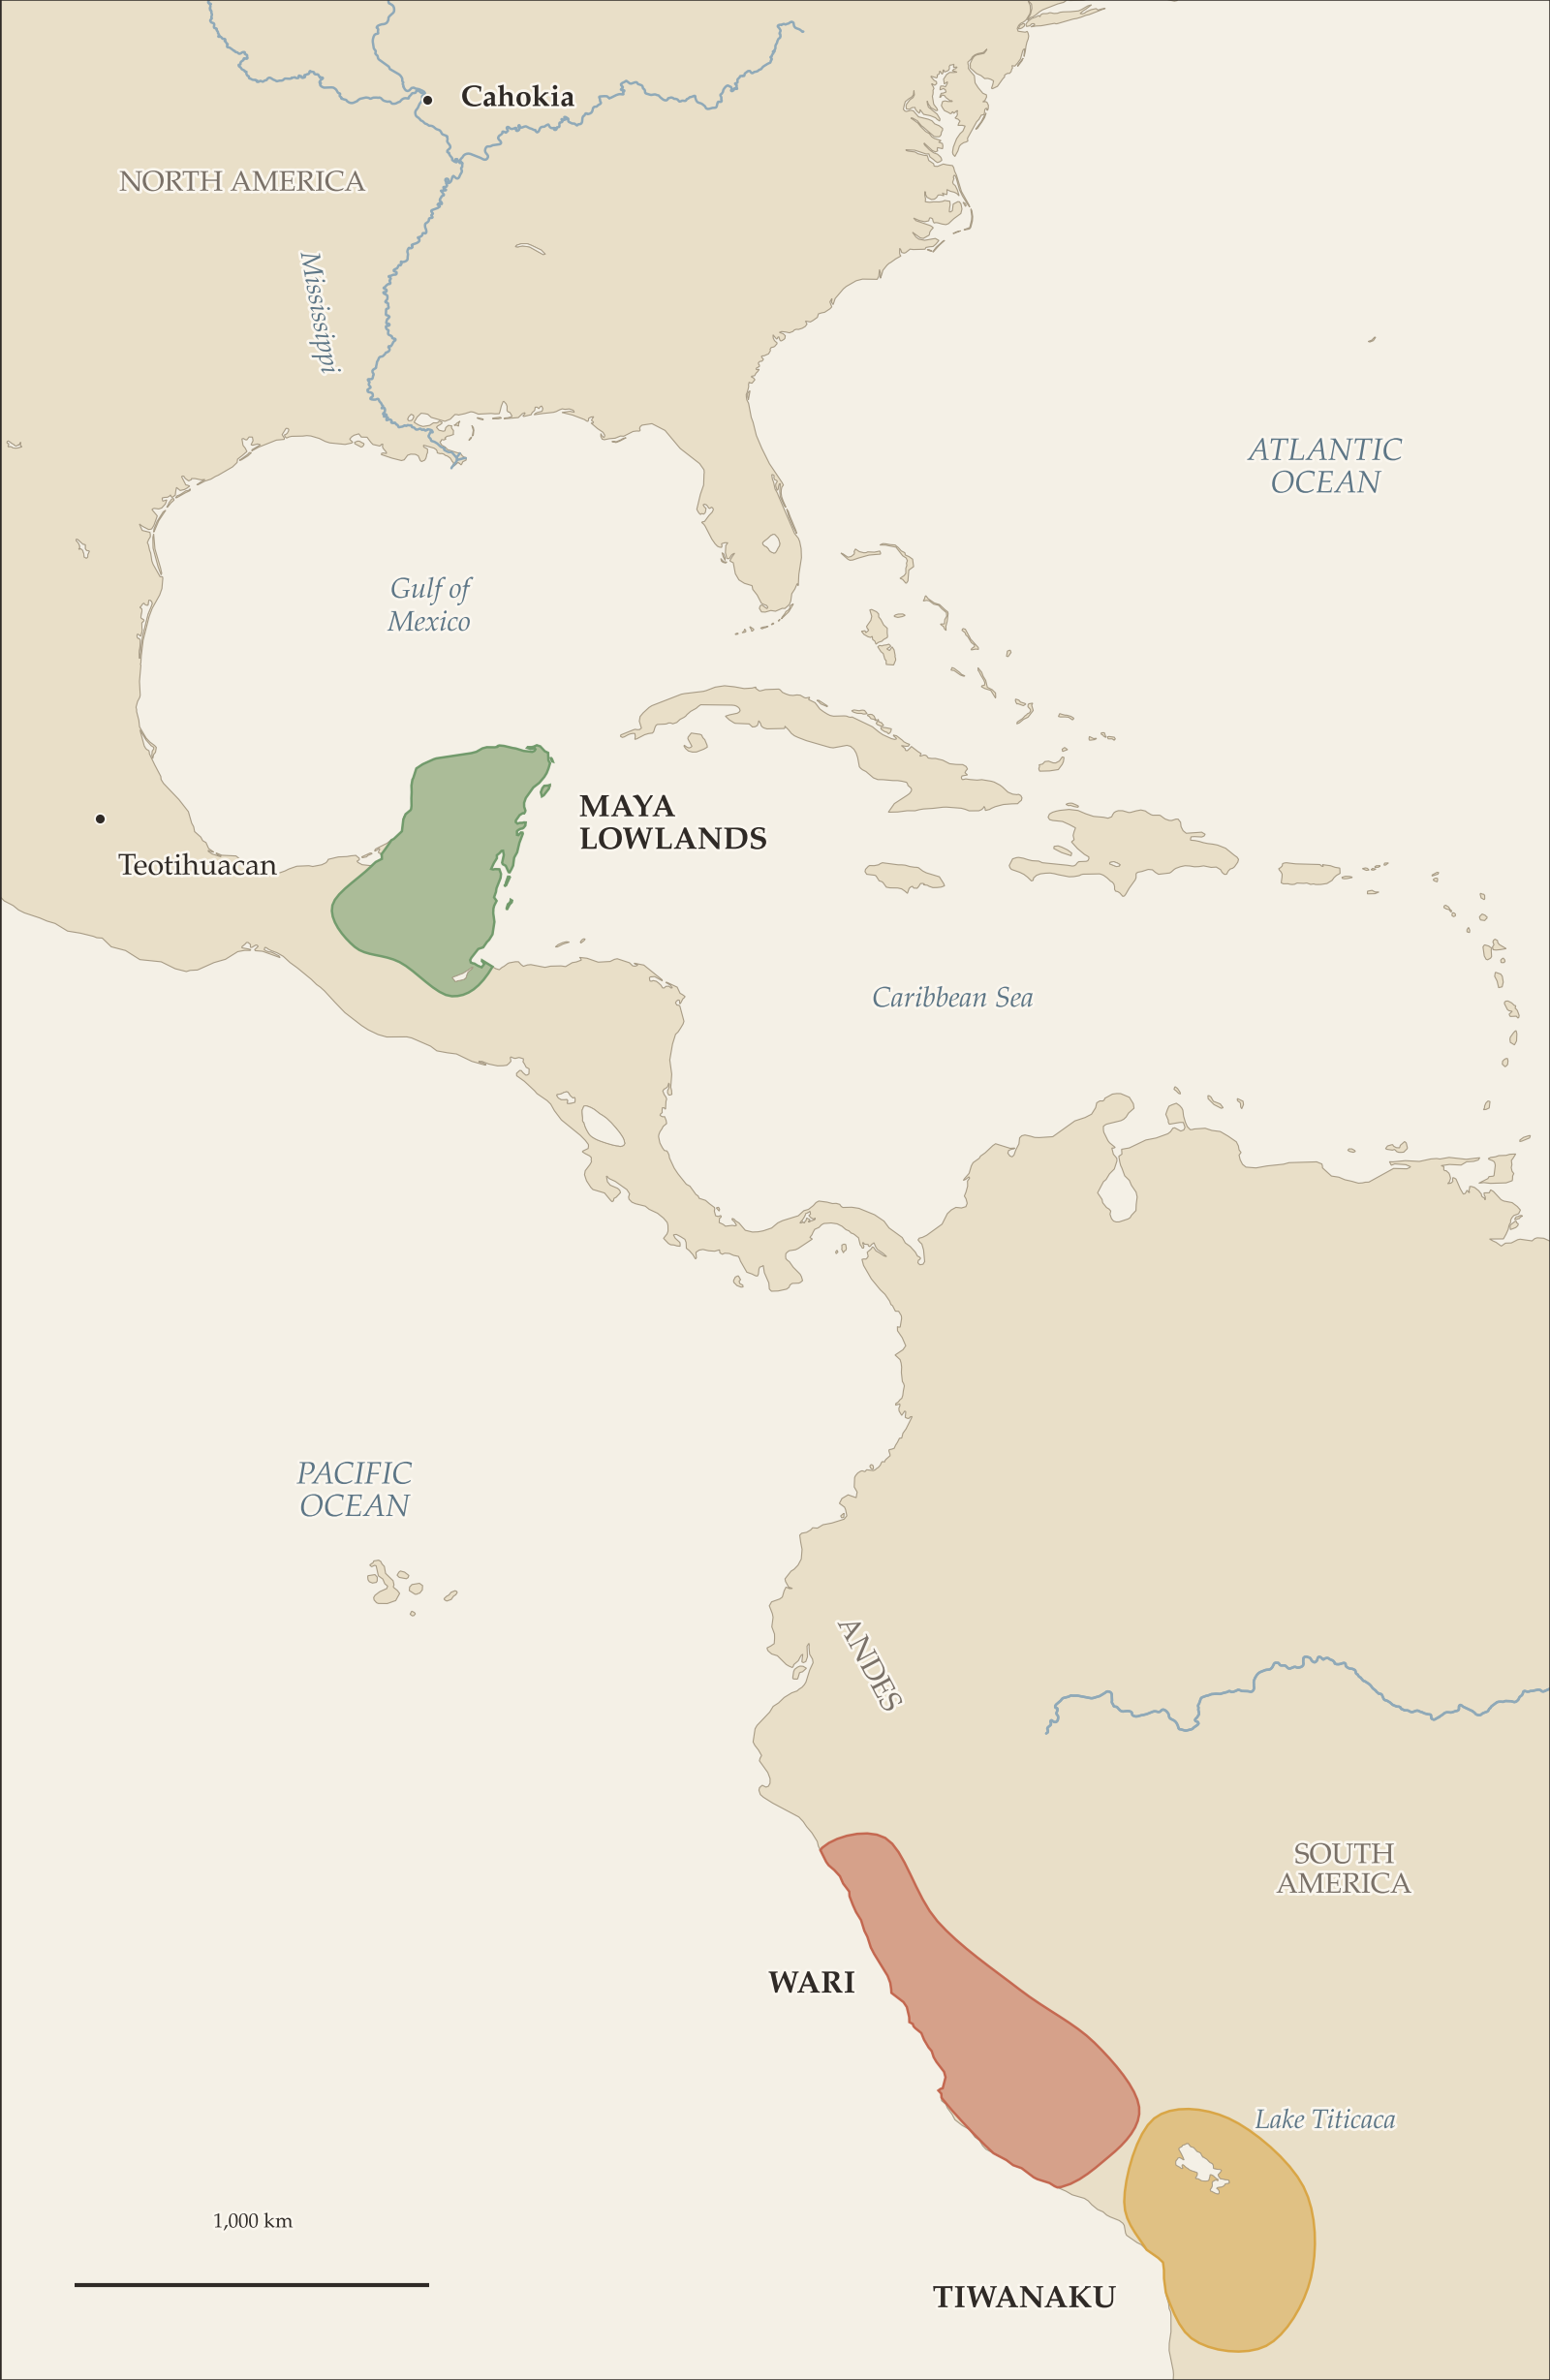 Cahokia
NORTH AMERICA
Mississippi
ATLANTIC
OCEAN
Gulf of
Mexico
MAYA
LOWLANDS
Teotihuacan
Caribbean Sea
PACIFIC
OCEAN
ANDES
SOUTH
AMERICA
WARI
Lake Titicaca
1,000 km
TIWANAKU